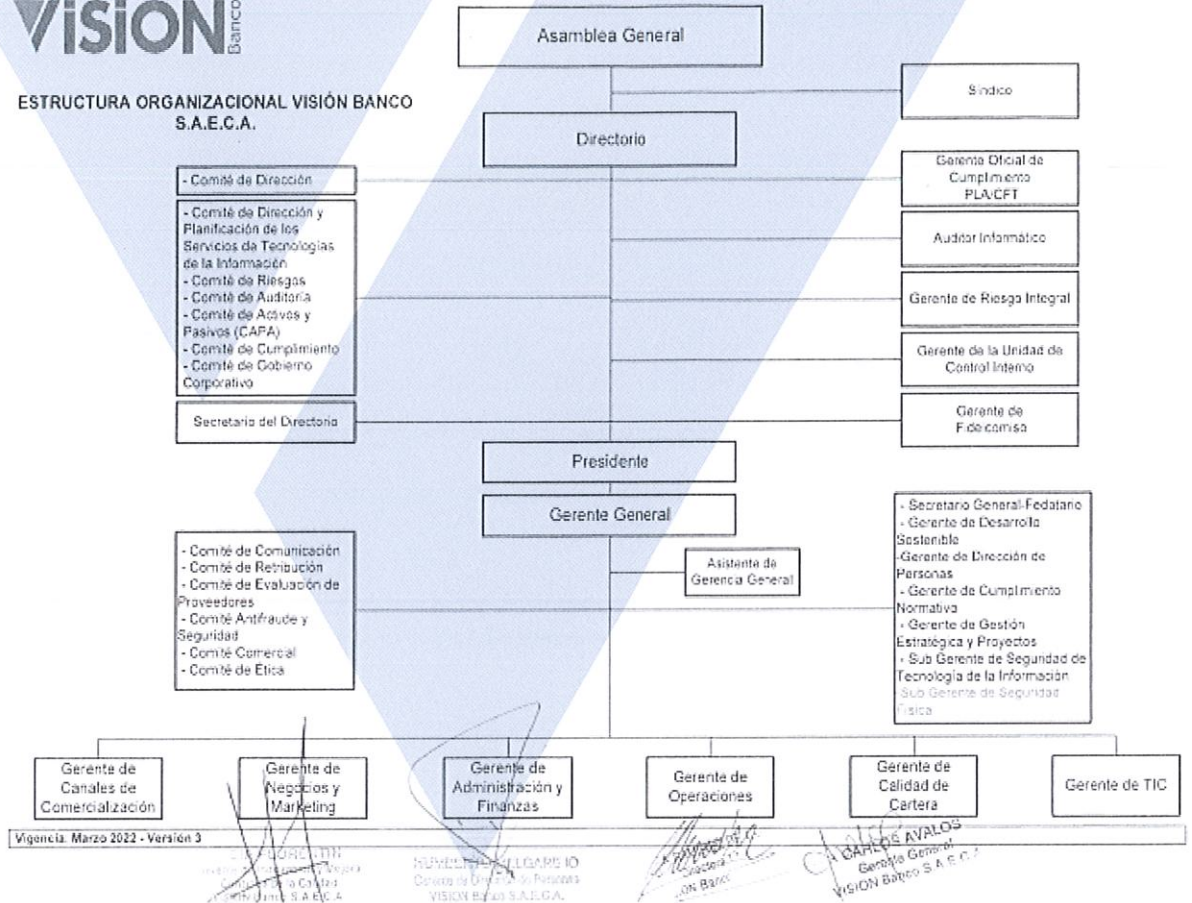 VISION Banco
Asamblea General
ESTRUCTURA ORGANIZACIONAL VISIÓN BANCO
S.A.E.C.A.
Síndico
Directorio
- Comité de Dirección
Gerente Oficial de
Cumplimiento
PLA/CFT
- Comité de Dirección y
Planificación de los
Servicios de Tecnologías
de la Información
- Comité de Riesgos
- Comité de Auditoría
- Comité de Activos y
Pasivos (CAPA)
- Comité de Cumplimiento
- Comité de Gobierno
Corporativo
Auditor Informático
Gerente de Riesgo Integral
Gerente de la Unidad de
Control Interno
Secretario del Directorio
Gerente de
Fideicomiso
Presidente
Gerente General
Asistente de
Gerencia General
- Comité de Comunicación
- Comité de Retribución
- Comité de Evaluación de
Proveedores
- Comité Antifraude y
Seguridad
- Comité Comercial
- Comité de Ética
- Secretario General-Fedatario
- Gerente de Desarrollo
Sostenible
-Gerente de Dirección de
Personas
- Gerente de Cumplimiento
Normativo
- Gerente de Gestión
Estratégica y Proyectos
- Sub Gerente de Seguridad de
Tecnología de la Información
-Sub Gerente de Seguridad
Física
Gerente de
Canales de
Comercialización
Gerente de
Negocios y
Marketing
Gerente de
Administración y
Finanzas
Gerente de
Operaciones
Gerente de
Calidad de
Cartera
Gerente de TIC
Vigencia: Marzo 2022 - Versión 3
Gerente de Dirección de Personas
VISION Banco S.A.E.C.A.
CARLOS AVALOS
Gerente General
VISION Banco S.A.E.C.A.